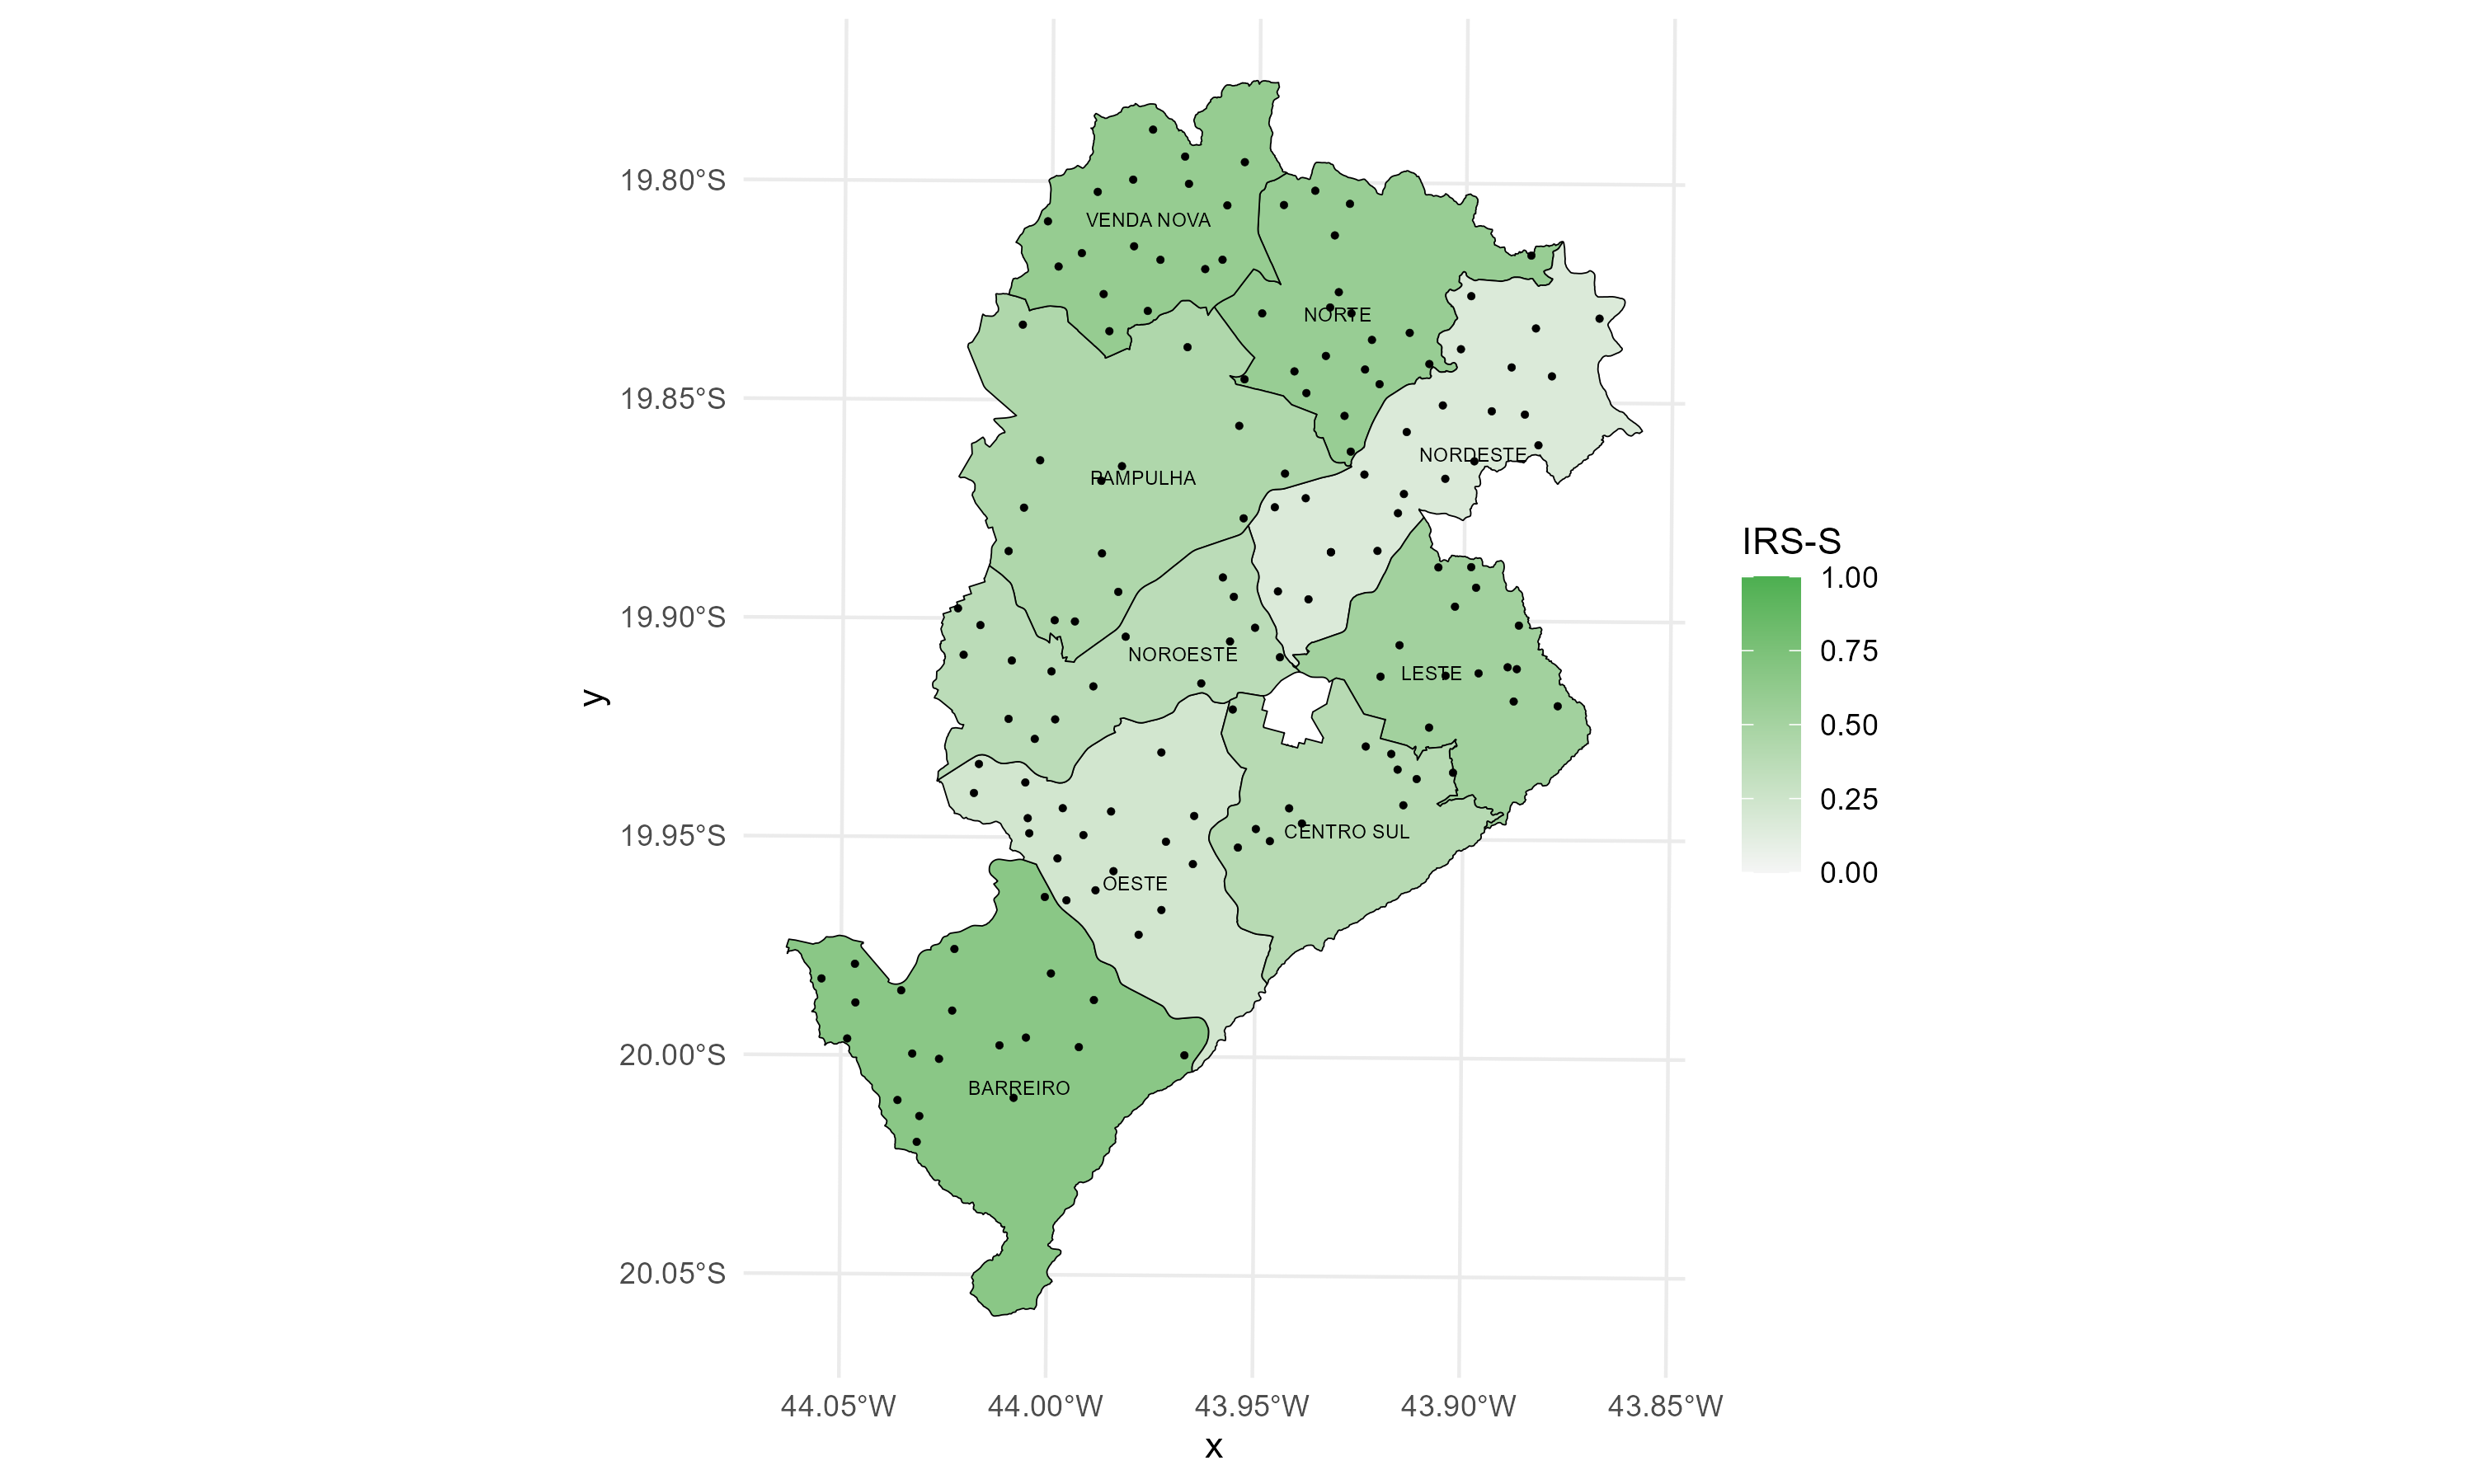 19.80°S
19.85°S
19.90°S
19.95°S
20.00°S
20.05°S
y
VENDA NOVA
NORTE
NORDESTE
PAMPULHA
NOROESTE
LESTE
CENTRO SUL
OESTE
BARREIRO
44.05°W 44.00°W 43.95°W 43.90°W 43.85°W
x
IRS-S
1.00
0.75
0.50
0.25
0.00